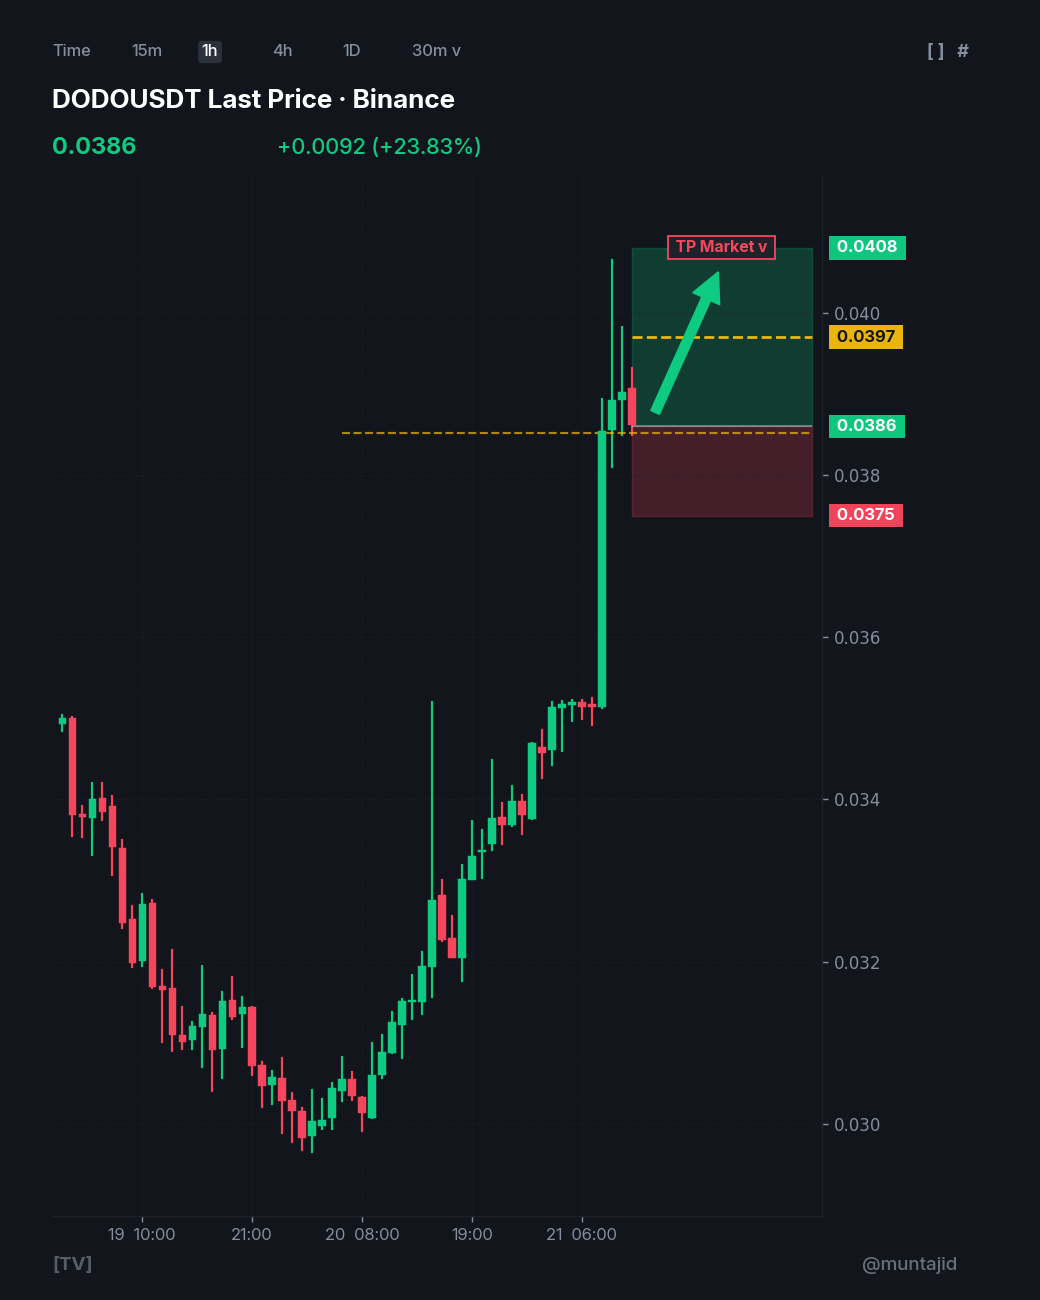 Time 15m 1h 4h 1D 30m v [ ] #
DODOUSDT Last Price · Binance
0.0386 +0.0092 (+23.83%)
TP Market v
0.0408
0.040
0.0397
0.0386
0.038
0.0375
0.036
0.034
0.032
0.030
19 10:00 21:00 20 08:00 19:00 21 06:00
[TV] @muntajid